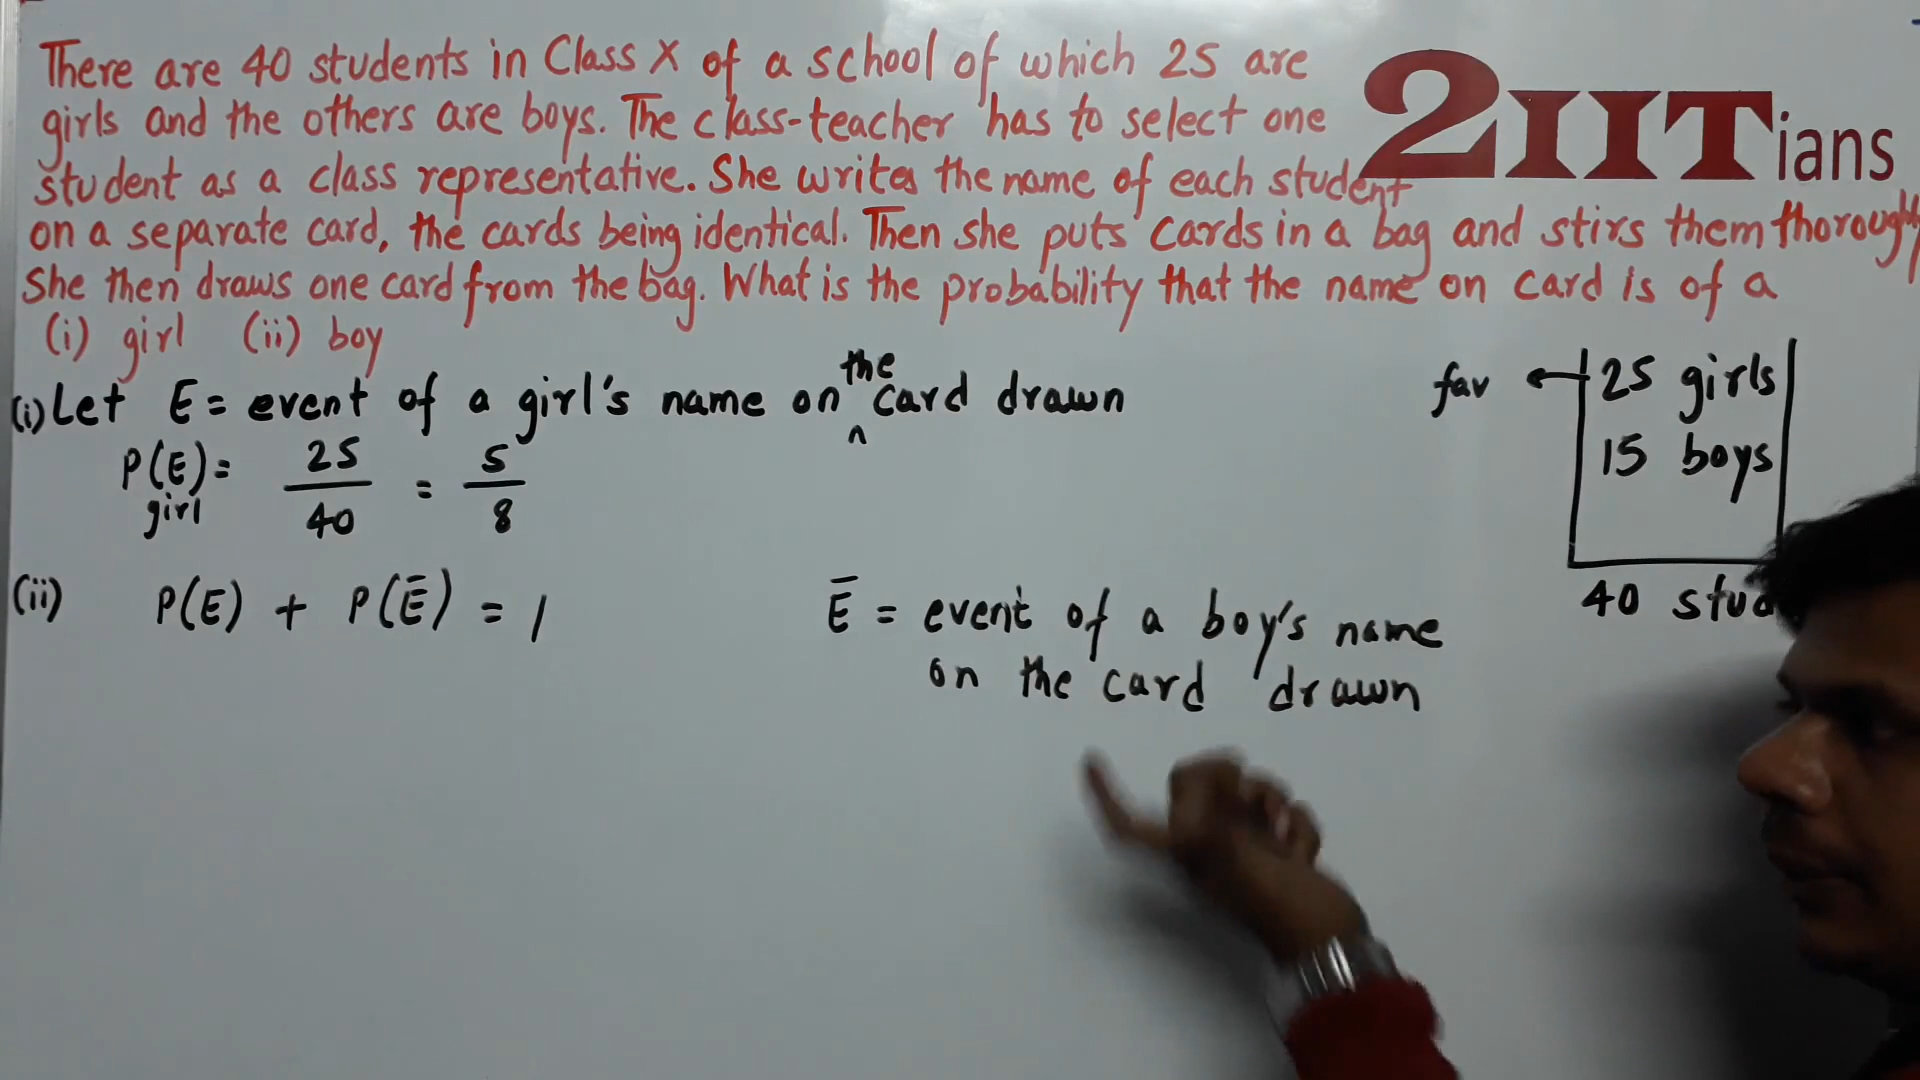 There are 40 students in Class X of a school of which 25 are
girls and the others are boys. The class-teacher has to select one
student as a class representative. She writes the name of each student
on a separate card, the cards being identical. Then she puts cards in a bag and stirs them thoroughly
She then draws one card from the bag. What is the probability that the name on card is of a
(i) girl (ii) boy
2IITians
(i) Let E = event of a girl's name on the card drawn
P(E) = 25/40 = 5/8
girl
fav ← 25 girls
15 boys
40 stud
(ii) P(E) + P(Ē) = 1
Ē = event of a boy's name
on the card drawn